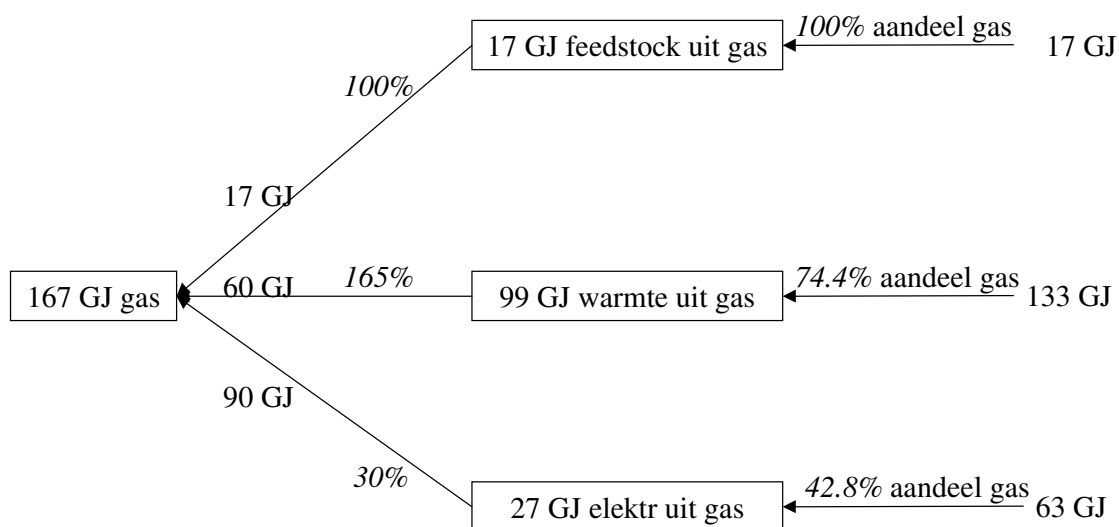 17 GJ feedstock uit gas
100% aandeel gas
17 GJ
100%
17 GJ
167 GJ gas
60 GJ
165%
99 GJ warmte uit gas
74.4% aandeel gas
133 GJ
90 GJ
30%
27 GJ elektr uit gas
42.8% aandeel gas
63 GJ